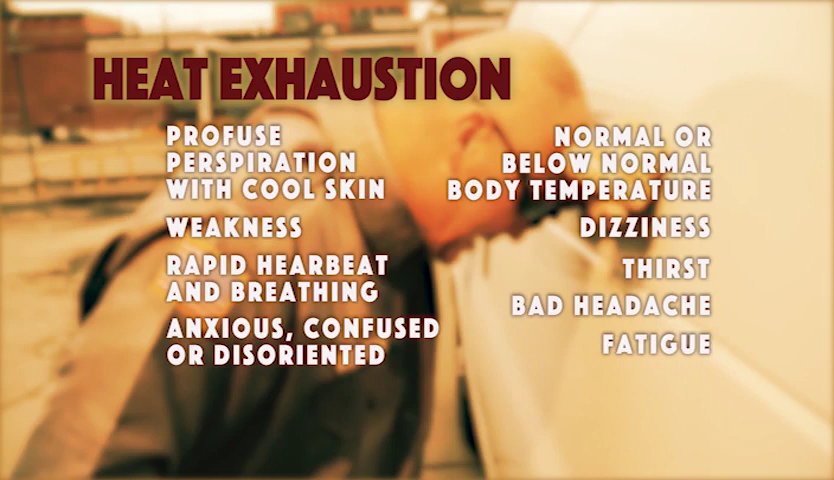 HEAT EXHAUSTION
PROFUSE
PERSPIRATION
WITH COOL SKIN
WEAKNESS
RAPID HEARBEAT
AND BREATHING
ANXIOUS, CONFUSED
OR DISORIENTED
NORMAL OR
BELOW NORMAL
BODY TEMPERATURE
DIZZINESS
THIRST
BAD HEADACHE
FATIGUE